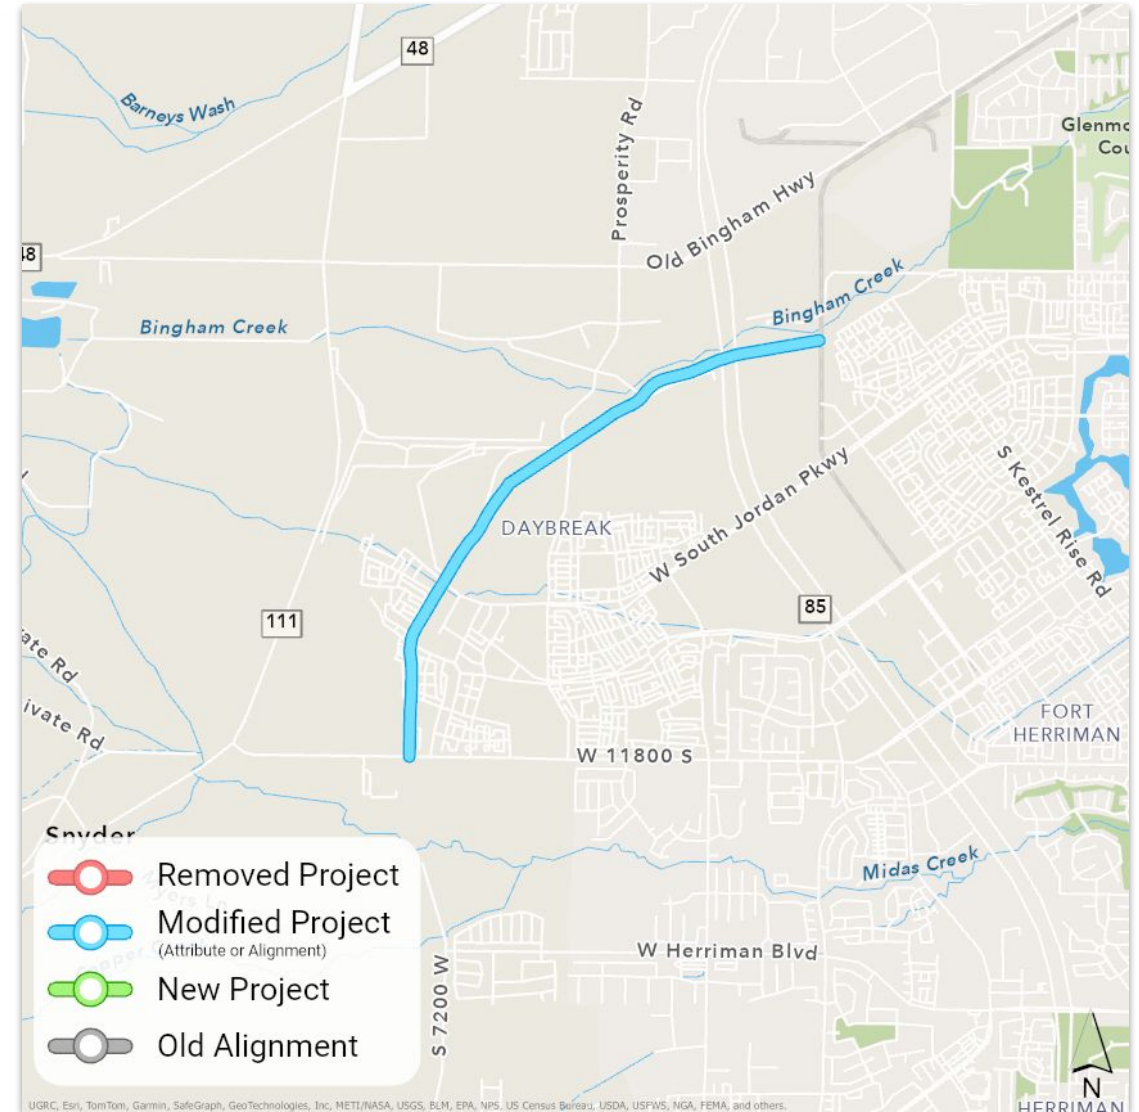 48
Barneys Wash
Prosperity Rd
Glenmo
Cou
Old Bingham Hwy
48
Bingham Creek
Bingham Creek
S Kestrel Rise Rd
W South Jordan Pkwy
DAYBREAK
111
85
ate Rd
ivate Rd
FORT
HERRIMAN
W 11800 S
Snyder
Midas Creek
Removed Project
Modified Project
(Attribute or Alignment)
New Project
Old Alignment
W Herriman Blvd
S 7200 W
N
HERRIMAN
UGRC, Esri, TomTom, Garmin, SafeGraph, GeoTechnologies, Inc, METI/NASA, USGS, BLM, EPA, NPS, US Census Bureau, USDA, USFWS, NGA, FEMA, and others.